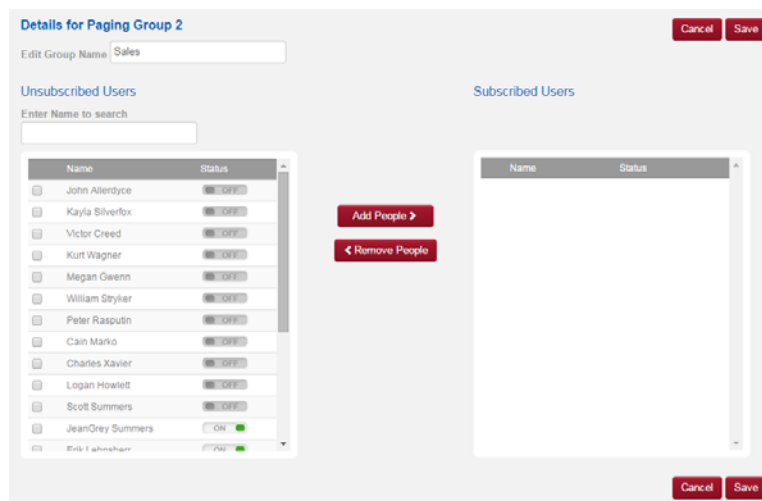 Details for Paging Group 2
Cancel Save
Edit Group Name Sales
Unsubscribed Users
Subscribed Users
Enter Name to search
Name Status
Name Status
John Allerdyce OFF
Kayla Silverfox OFF
Victor Creed OFF
Kurt Wagner OFF
Megan Gwenn OFF
William Stryker OFF
Peter Rasputin OFF
Cain Marko OFF
Charles Xavier OFF
Logan Howlett OFF
Scott Summers OFF
JeanGrey Summers ON
Erik Lehnsherr ON
Add People
Remove People
Cancel Save